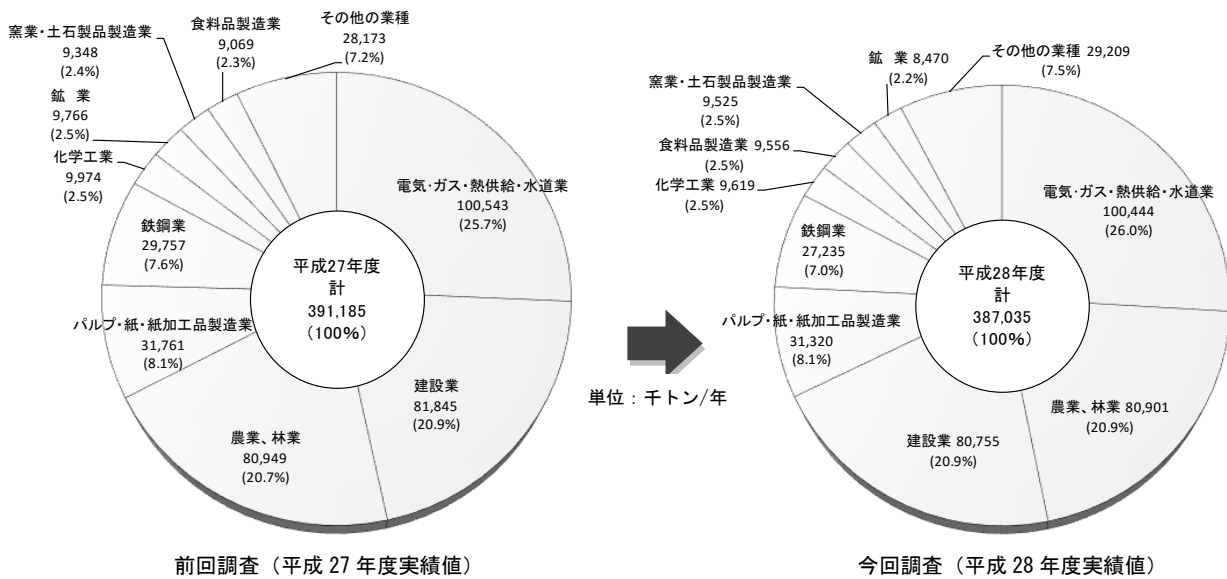 窯業・土石製品製造業
9,348
(2.4%)
食料品製造業
9,069
(2.3%)
その他の業種
28,173
(7.2%)
鉱 業
9,766
(2.5%)
化学工業
9,974
(2.5%)
鉄鋼業
29,757
(7.6%)
パルプ・紙・紙加工品製造業
31,761
(8.1%)
農業、林業
80,949
(20.7%)
建設業
81,845
(20.9%)
電気・ガス・熱供給・水道業
100,543
(25.7%)
平成27年度
計
391,185
(100%)
前回調査（平成 27 年度実績値）
単位：千トン/年
鉱 業 8,470
(2.2%)
その他の業種 29,209
(7.5%)
窯業・土石製品製造業
9,525
(2.5%)
食料品製造業 9,556
(2.5%)
化学工業 9,619
(2.5%)
鉄鋼業
27,235
(7.0%)
パルプ・紙・紙加工品製造業
31,320
(8.1%)
建設業 80,755
(20.9%)
農業、林業 80,901
(20.9%)
電気・ガス・熱供給・水道業
100,444
(26.0%)
平成28年度
計
387,035
(100%)
今回調査（平成 28 年度実績値）